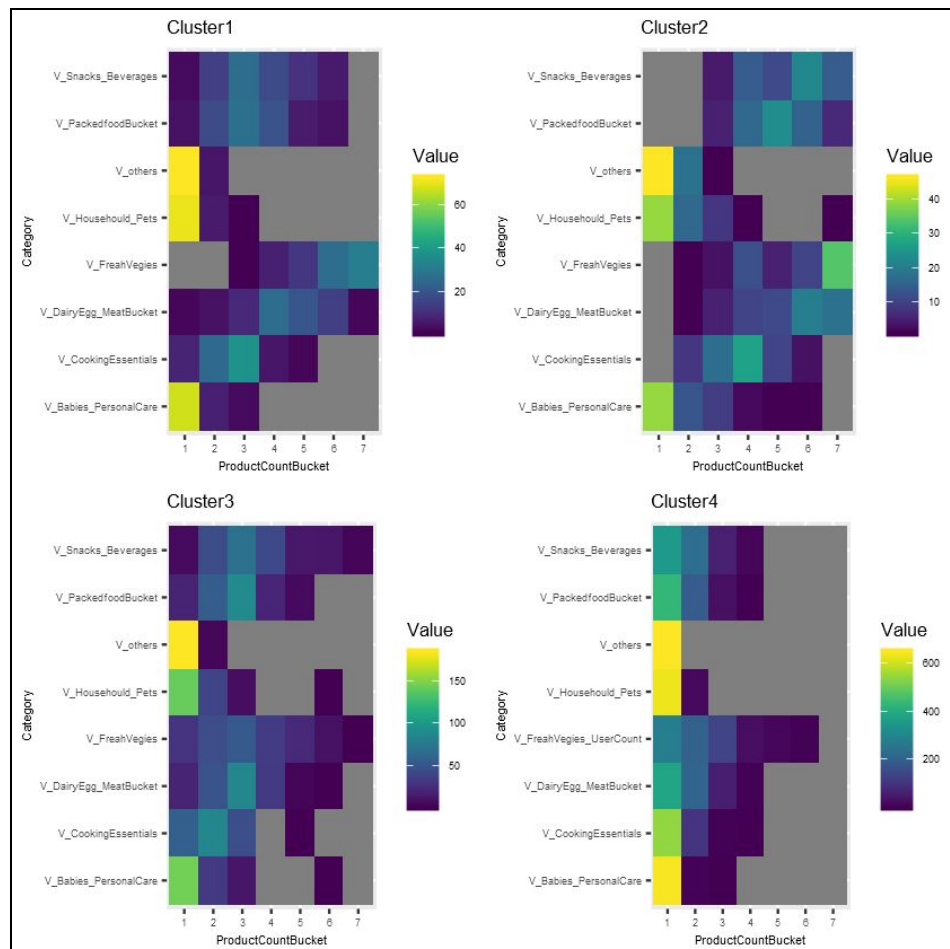 Cluster1
V_Snacks_Beverages
V_PackedfoodBucket
V_others
V_Househould_Pets
V_FreahVegies
V_DairyEgg_MeatBucket
V_CookingEssentials
V_Babies_PersonalCare
Category
1 2 3 4 5 6 7
ProductCountBucket
Value
60
40
20
Cluster2
V_Snacks_Beverages
V_PackedfoodBucket
V_others
V_Househould_Pets
V_FreahVegies
V_DairyEgg_MeatBucket
V_CookingEssentials
V_Babies_PersonalCare
Category
1 2 3 4 5 6 7
ProductCountBucket
Value
40
30
20
10
Cluster3
V_Snacks_Beverages
V_PackedfoodBucket
V_others
V_Househould_Pets
V_FreahVegies
V_DairyEgg_MeatBucket
V_CookingEssentials
V_Babies_PersonalCare
Category
1 2 3 4 5 6 7
ProductCountBucket
Value
150
100
50
Cluster4
V_Snacks_Beverages
V_PackedfoodBucket
V_others
V_Househould_Pets
V_FreahVegies_UserCount
V_DairyEgg_MeatBucket
V_CookingEssentials
V_Babies_PersonalCare
Category
1 2 3 4 5 6 7
ProductCountBucket
Value
600
400
200